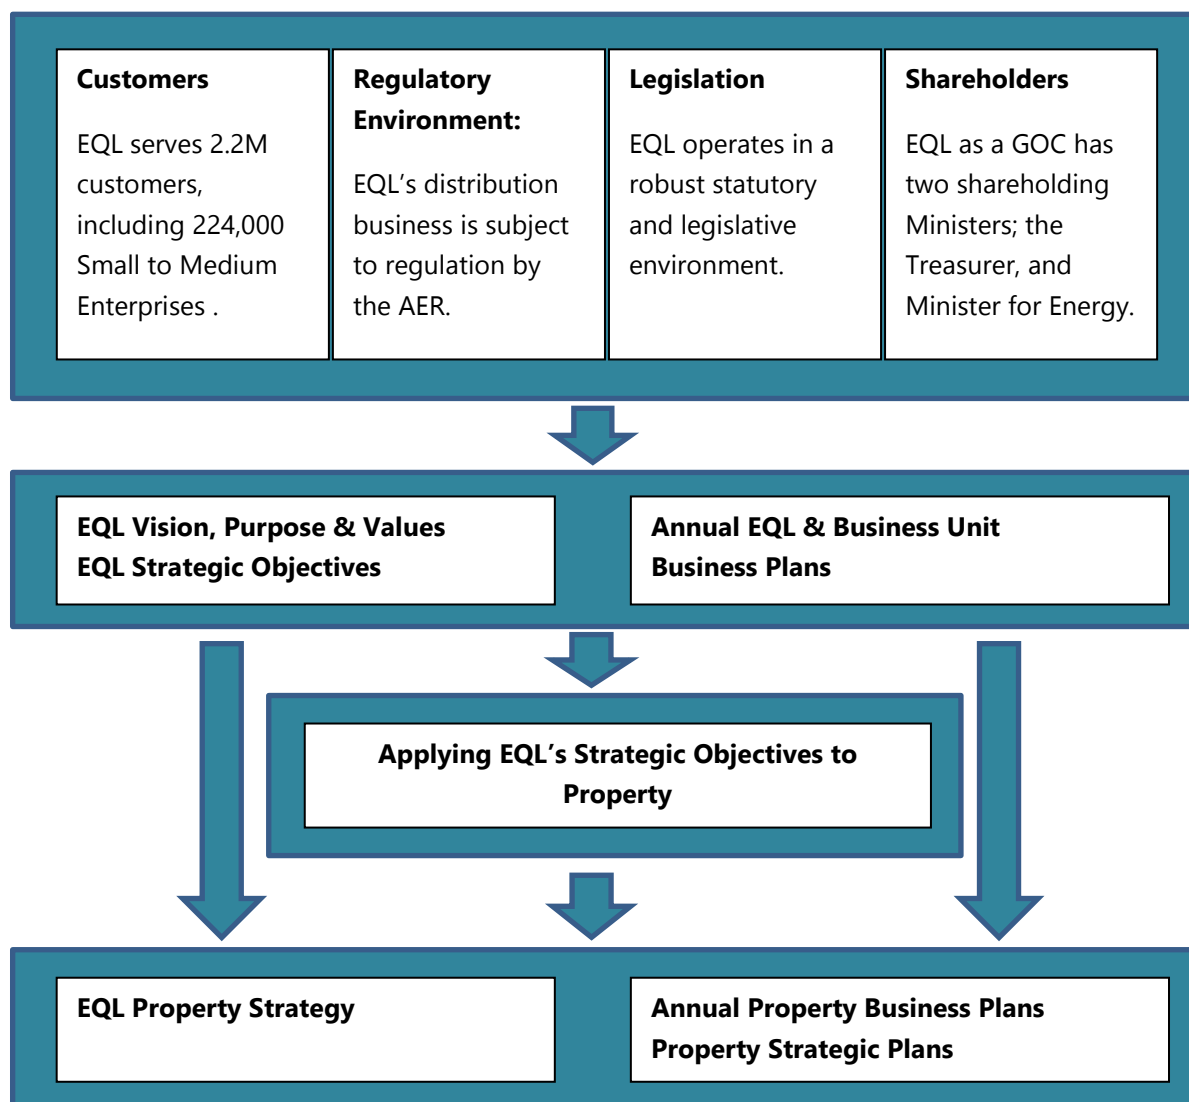 Customers
EQL serves 2.2M
customers,
including 224,000
Small to Medium
Enterprises .
Regulatory
Environment:
EQL’s distribution
business is subject
to regulation by
the AER.
Legislation
EQL operates in a
robust statutory
and legislative
environment.
Shareholders
EQL as a GOC has
two shareholding
Ministers; the
Treasurer, and
Minister for Energy.
EQL Vision, Purpose & Values
EQL Strategic Objectives
Annual EQL & Business Unit
Business Plans
Applying EQL’s Strategic Objectives to
Property
EQL Property Strategy
Annual Property Business Plans
Property Strategic Plans